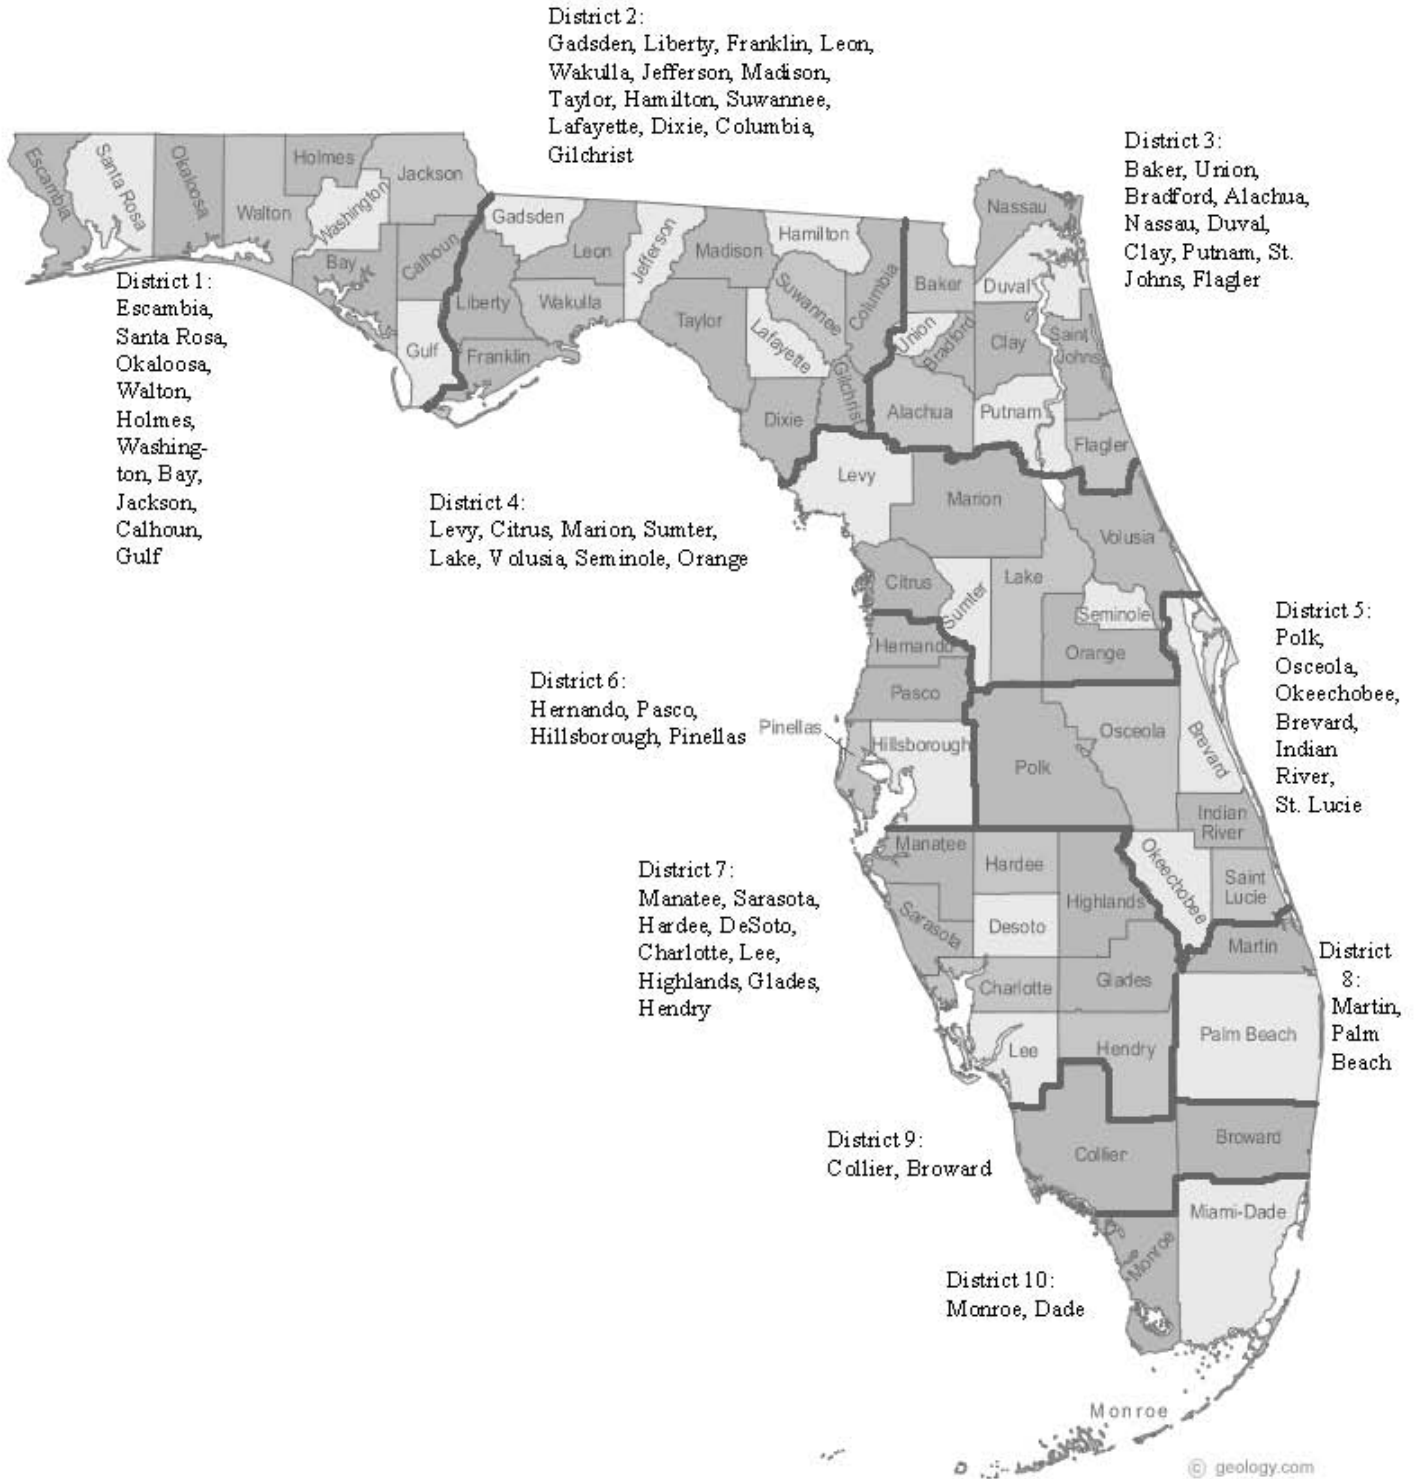 District 2:
Gadsden, Liberty, Franklin, Leon,
Wakulla, Jefferson, Madison,
Taylor, Hamilton, Suwannee,
Lafayette, Dixie, Columbia,
Gilchrist
District 3:
Baker, Union,
Bradford, Alachua,
Nassau, Duval,
Clay, Putnam, St.
Johns, Flagler
Escambia
Santa Rosa
Okaloosa
Walton
Holmes
Washington
Jackson
Bay
Calhoun
Gulf
Gadsden
Liberty
Franklin
Leon
Wakulla
Jefferson
Madison
Taylor
Hamilton
Suwannee
Lafayette
Dixie
Columbia
Gilchrist
Baker
Union
Bradford
Alachua
Nassau
Duval
Clay
Putnam
Saint
Johns
Flagler
District 1:
Escambia,
Santa Rosa,
Okaloosa,
Walton,
Holmes,
Washing-
ton, Bay,
Jackson,
Calhoun,
Gulf
District 4:
Levy, Citrus, Marion, Sumter,
Lake, Volusia, Seminole, Orange
Levy
Marion
Volusia
Citrus
Sumter
Lake
Seminole
Orange
District 5:
Polk,
Osceola,
Okeechobee,
Brevard,
Indian
River,
St. Lucie
District 6:
Hernando, Pasco,
Hillsborough, Pinellas
Hernando
Pasco
Pinellas
Hillsborough
Polk
Osceola
Brevard
Indian
River
Okeechobee
Saint
Lucie
District 7:
Manatee, Sarasota,
Hardee, DeSoto,
Charlotte, Lee,
Highlands, Glades,
Hendry
Manatee
Hardee
Highlands
Sarasota
Desoto
Charlotte
Glades
Lee
Hendry
Martin
Palm Beach
District
8:
Martin,
Palm
Beach
District 9:
Collier, Broward
Collier
Broward
Miami-Dade
Monroe
District 10:
Monroe, Dade
Monroe
© geology.com